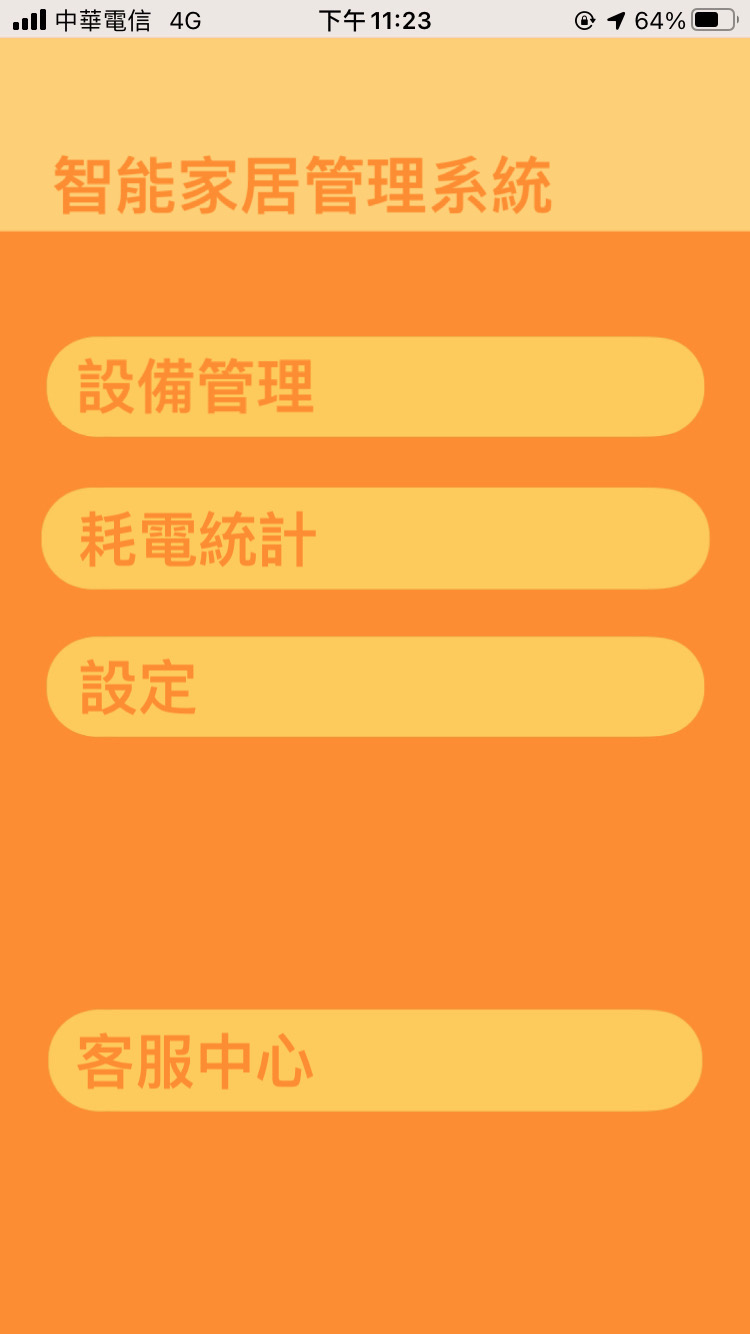 中華電信 4G 下午11:23 64%
智能家居管理系統
設備管理
耗電統計
設定
客服中心